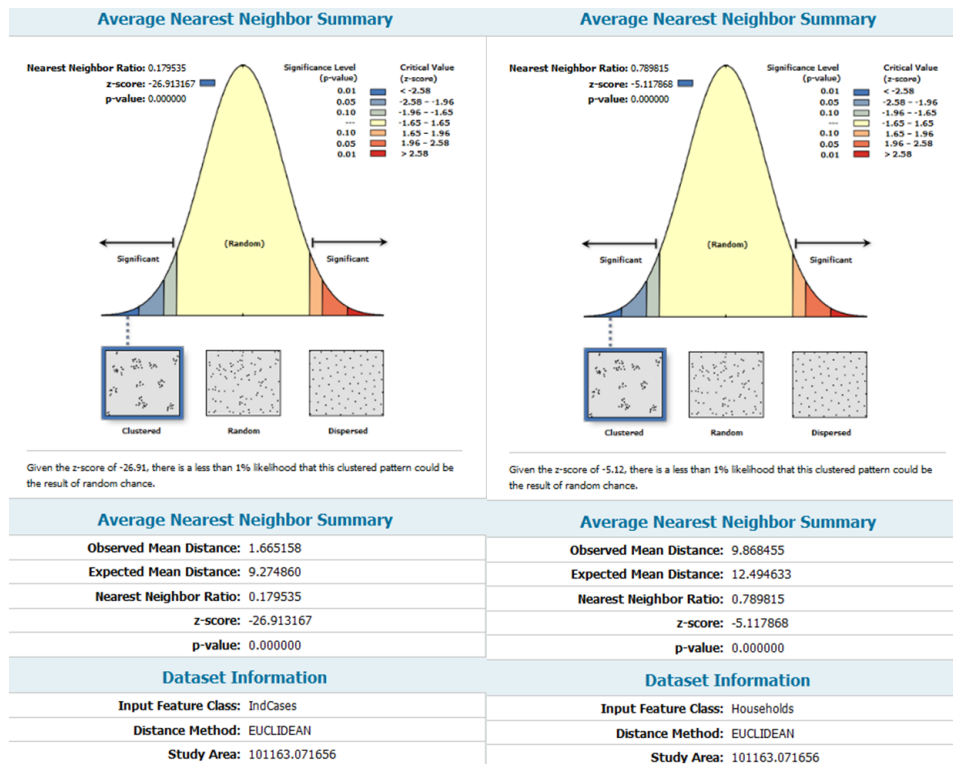 Average Nearest Neighbor Summary
Nearest Neighbor Ratio: 0.179535
z-score: -26.913167
p-value: 0.000000
Significance Level
(p-value)
Critical Value
(z-score)
0.01 < -2.58
0.05 -2.58 - -1.96
0.10 -1.96 - -1.65
--- -1.65 - 1.65
0.10 1.65 - 1.96
0.05 1.96 - 2.58
0.01 > 2.58
(Random)
Significant
Significant
Clustered
Random
Dispersed
Given the z-score of -26.91, there is a less than 1% likelihood that this clustered pattern could be
the result of random chance.
Average Nearest Neighbor Summary
Observed Mean Distance: 1.665158
Expected Mean Distance: 9.274860
Nearest Neighbor Ratio: 0.179535
z-score: -26.913167
p-value: 0.000000
Dataset Information
Input Feature Class: IndCases
Distance Method: EUCLIDEAN
Study Area: 101163.071656
Average Nearest Neighbor Summary
Nearest Neighbor Ratio: 0.789815
z-score: -5.117868
p-value: 0.000000
Significance Level
(p-value)
Critical Value
(z-score)
0.01 < -2.58
0.05 -2.58 - -1.96
0.10 -1.96 - -1.65
--- -1.65 - 1.65
0.10 1.65 - 1.96
0.05 1.96 - 2.58
0.01 > 2.58
(Random)
Significant
Significant
Clustered
Random
Dispersed
Given the z-score of -5.12, there is a less than 1% likelihood that this clustered pattern could be
the result of random chance.
Average Nearest Neighbor Summary
Observed Mean Distance: 9.868455
Expected Mean Distance: 12.494633
Nearest Neighbor Ratio: 0.789815
z-score: -5.117868
p-value: 0.000000
Dataset Information
Input Feature Class: Households
Distance Method: EUCLIDEAN
Study Area: 101163.071656